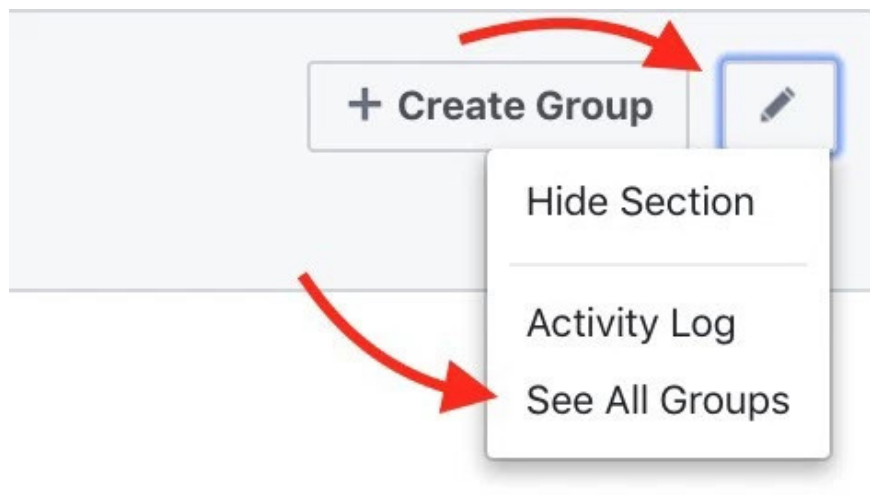 + Create Group
Hide Section
Activity Log
See All Groups